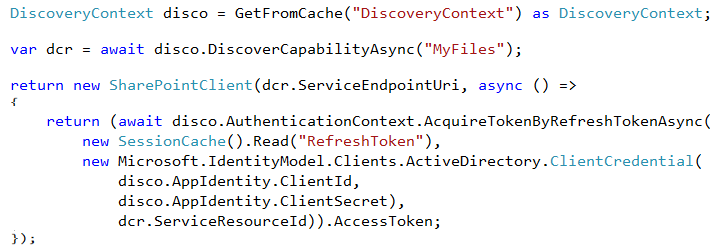 DiscoveryContext disco = GetFromCache("DiscoveryContext") as DiscoveryContext;
var dcr = await disco.DiscoverCapabilityAsync("MyFiles");
return new SharePointClient(dcr.ServiceEndpointUri, async () =>
{
return (await disco.AuthenticationContext.AcquireTokenByRefreshTokenAsync(
new SessionCache().Read("RefreshToken"),
new Microsoft.IdentityModel.Clients.ActiveDirectory.ClientCredential(
disco.AppIdentity.ClientId,
disco.AppIdentity.ClientSecret),
dcr.ServiceResourceId)).AccessToken;
});